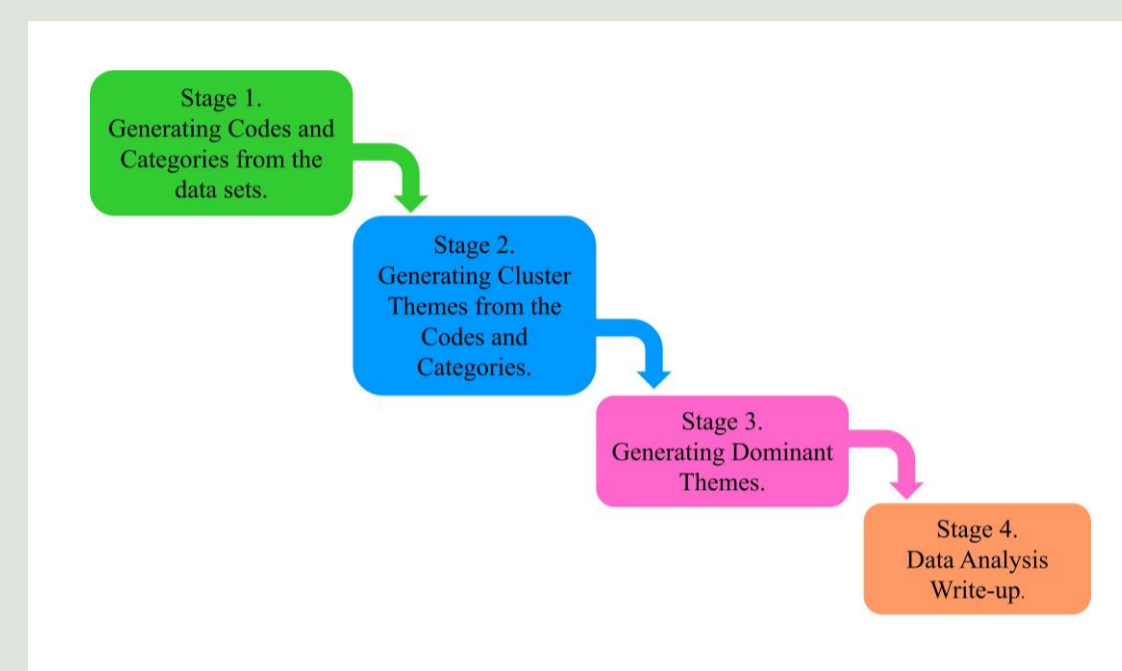 Stage 1.
Generating Codes and
Categories from the
data sets.
Stage 2.
Generating Cluster
Themes from the
Codes and
Categories.
Stage 3.
Generating Dominant
Themes.
Stage 4.
Data Analysis
Write-up.